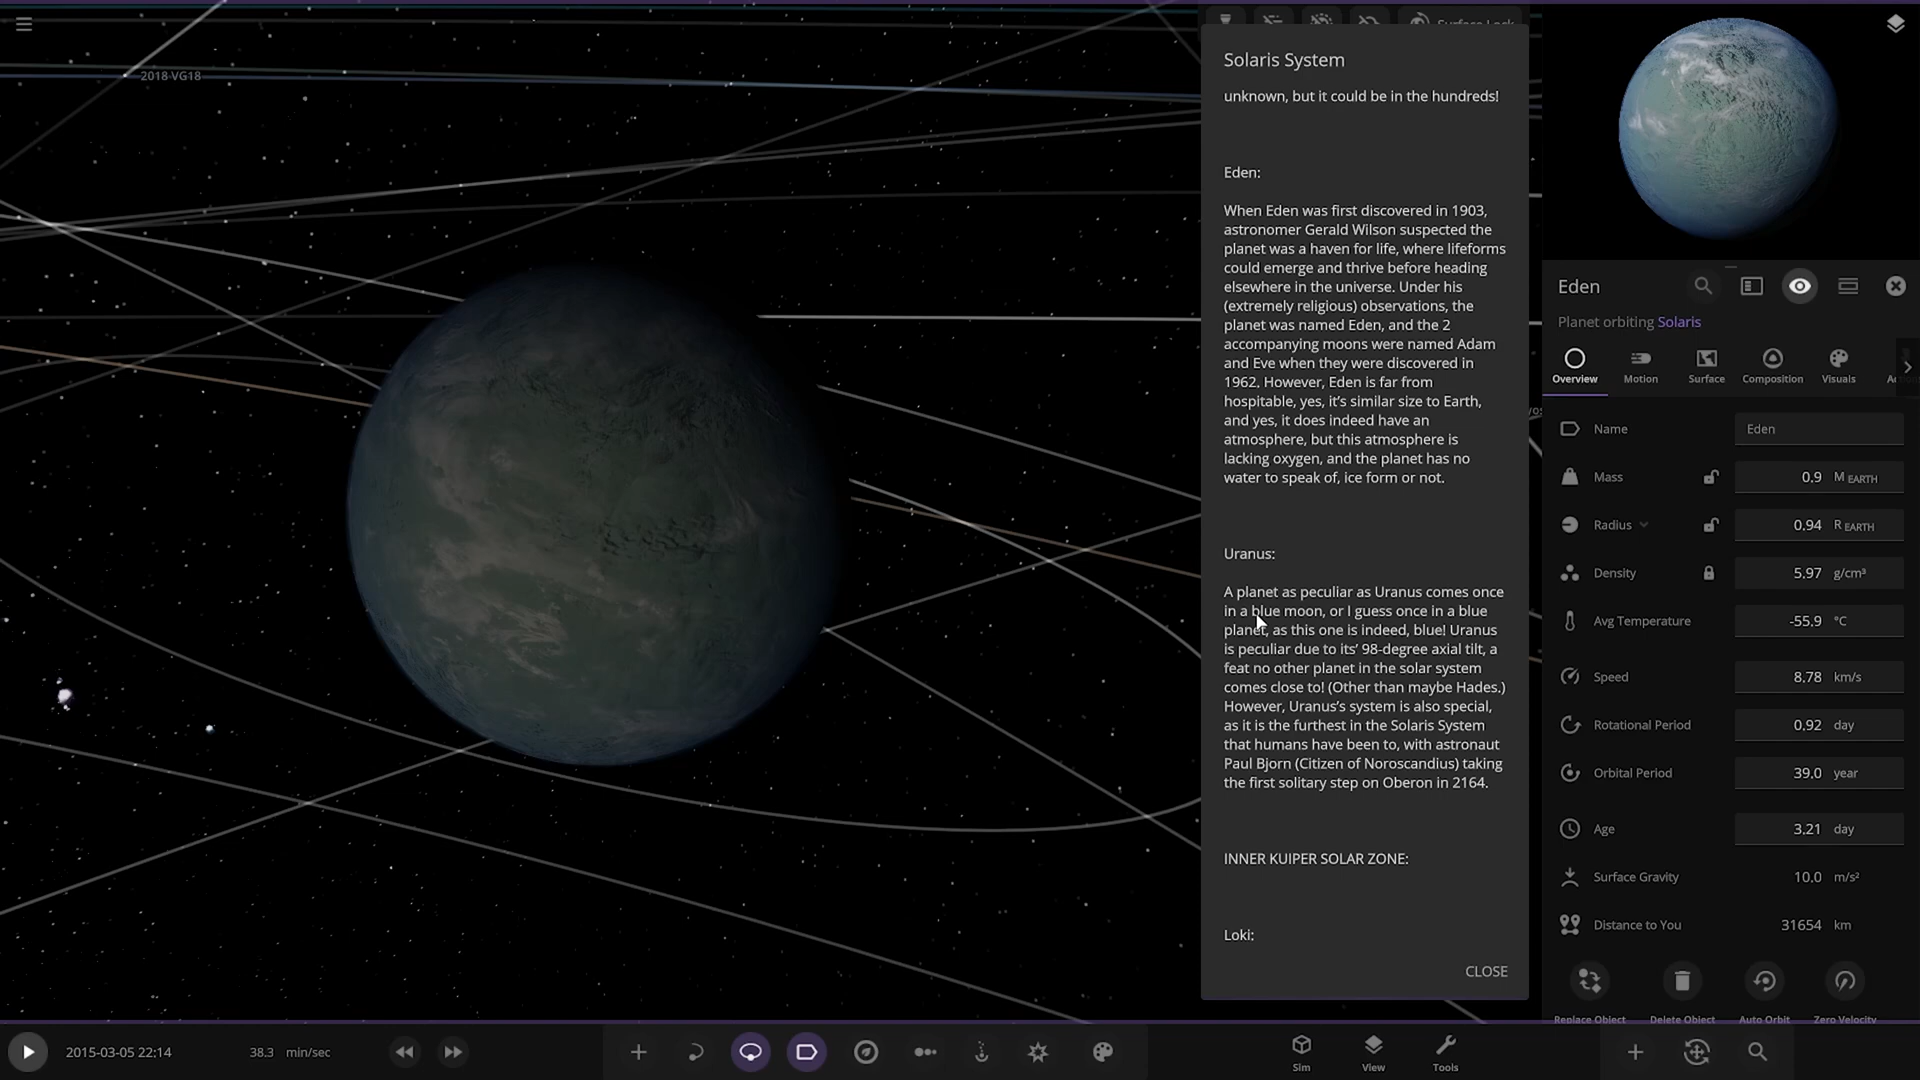 2018 VG18
Solaris System
unknown, but it could be in the hundreds!
Eden:
When Eden was first discovered in 1903,
astronomer Gerald Wilson suspected the
planet was a haven for life, where lifeforms
could emerge and thrive before heading
elsewhere in the universe. Under his
(extremely religious) observations, the
planet was named Eden, and the 2
accompanying moons were named Adam
and Eve when they were discovered in
1962. However, Eden is far from
hospitable, yes, it’s similar size to Earth,
and yes, it does indeed have an
atmosphere, but this atmosphere is
lacking oxygen, and the planet has no
water to speak of, ice form or not.
Uranus:
A planet as peculiar as Uranus comes once
in a blue moon, or I guess once in a blue
planet, as this one is indeed, blue! Uranus
is peculiar due to its’ 98-degree axial tilt, a
feat no other planet in the solar system
comes close to! (Other than maybe Hades.)
However, Uranus’s system is also special,
as it is the furthest in the Solaris System
that humans have been to, with astronaut
Paul Bjorn (Citizen of Noroscandius) taking
the first solitary step on Oberon in 2164.
INNER KUIPER SOLAR ZONE:
Loki:
CLOSE
Surface Lock
Eden
Planet orbiting Solaris
Overview Motion Surface Composition Visuals
Name Eden
Mass 0.9 M EARTH
Radius 0.94 R EARTH
Density 5.97 g/cm³
Avg Temperature -55.9 °C
Speed 8.78 km/s
Rotational Period 0.92 day
Orbital Period 39.0 year
Age 3.21 day
Surface Gravity 10.0 m/s²
Distance to You 31654 km
Replace Object Delete Object Auto Orbit Zero Velocity
2015-03-05 22:14 38.3 min/sec
Sim View Tools